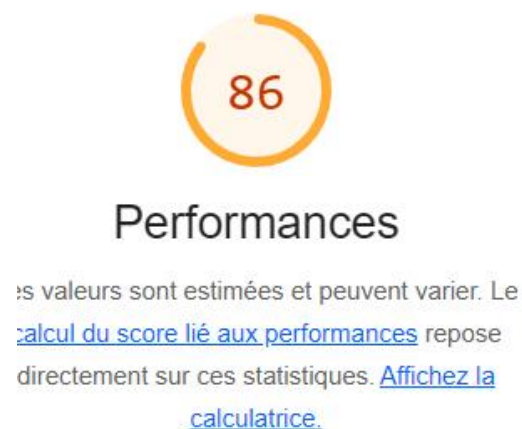 86
Performances
es valeurs sont estimées et peuvent varier. Le
calcul du score lié aux performances repose
directement sur ces statistiques. Affichez la
calculatrice.